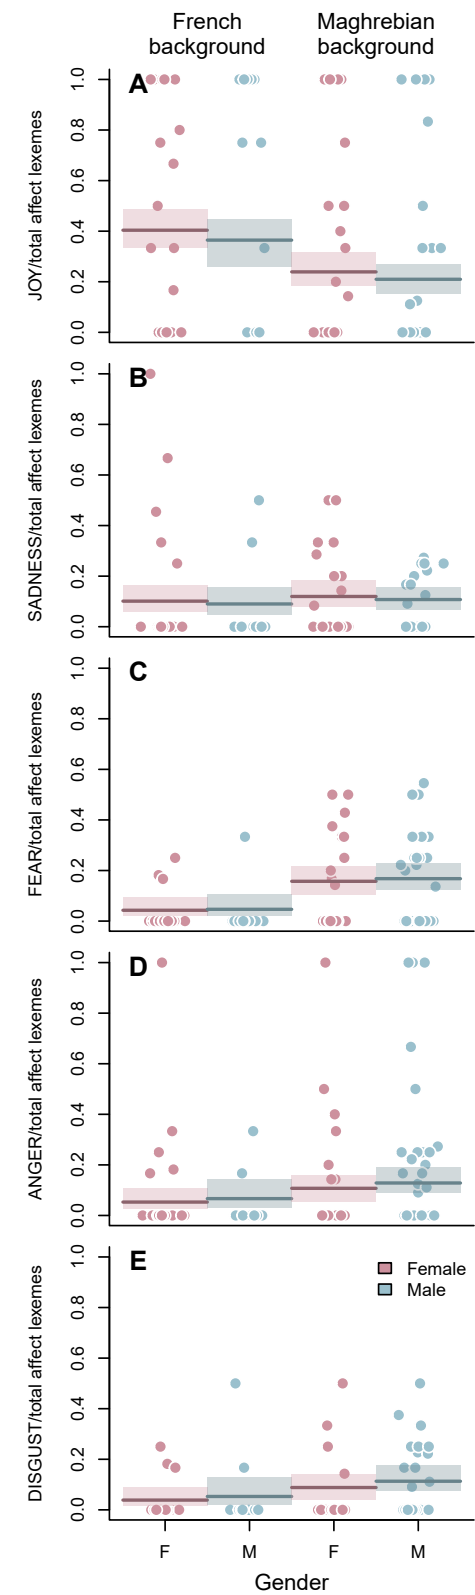 French background
Maghrebian background
A
JOY/total affect lexemes
0.0 0.2 0.4 0.6 0.8 1.0
B
SADNESS/total affect lexemes
0.0 0.2 0.4 0.6 0.8 1.0
C
FEAR/total affect lexemes
0.0 0.2 0.4 0.6 0.8 1.0
D
ANGER/total affect lexemes
0.0 0.2 0.4 0.6 0.8 1.0
E
DISGUST/total affect lexemes
0.0 0.2 0.4 0.6 0.8 1.0
Female
Male
F M F M
Gender